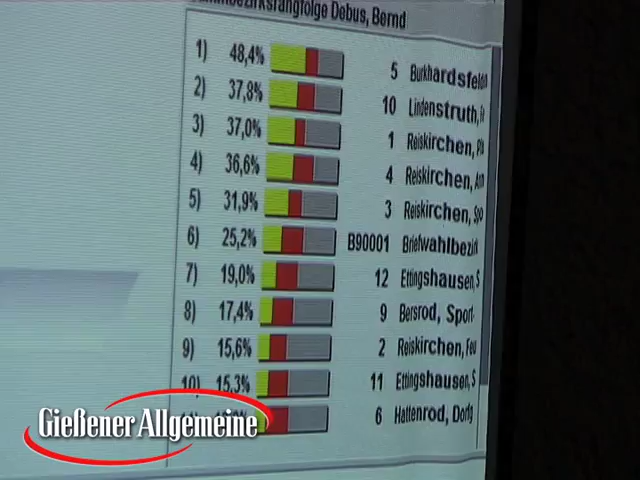 Debus, Bernd
1) 48,4% 5 Burkhardsfelden
2) 37,8% 10 Lindenstruth,
3) 37,0% 1 Reiskirchen,
4) 36,6% 4 Reiskirchen,
5) 31,9% 3 Reiskirchen, Spo
6) 25,2% B90001 Briefwahlbezirk
7) 19,0% 12 Ettingshausen, S
8) 17,4% 9 Bersrod, Sport
9) 15,6% 2 Reiskirchen, Feu
10) 15,3% 11 Ettingshausen, S
6 Hattenrod, Dorfg
Gießener Allgemeine